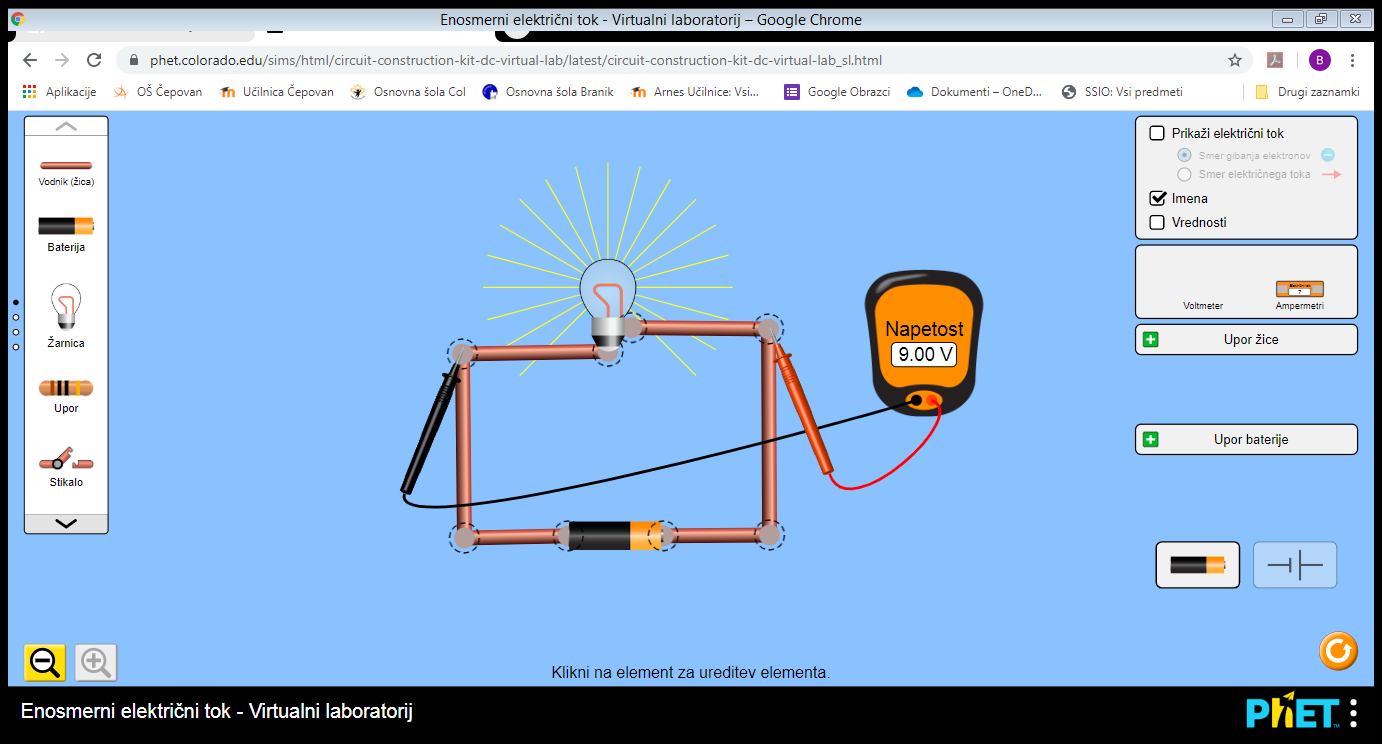 Enosmerni električni tok - Virtualni laboratorij – Google Chrome
phet.colorado.edu/sims/html/circuit-construction-kit-dc-virtual-lab/latest/circuit-construction-kit-dc-virtual-lab_sl.html
B
Aplikacije OŠ Čepovan Učilnica Čepovan Osnovna šola Col Osnovna šola Branik Arnes Učilnice: Vsi... Google Obrazci Dokumenti – OneD... SSIO: Vsi predmeti Drugi zaznamki
Vodnik (žica)
Baterija
Žarnica
Upor
Stikalo
Napetost
9.00 V
Prikaži električni tok
Smer gibanja elektronov
Smer električnega toka
Imena
Vrednosti
Voltmeter Ampermetri
Upor žice
Upor baterije
Klikni na element za ureditev elementa.
Enosmerni električni tok - Virtualni laboratorij
PhET